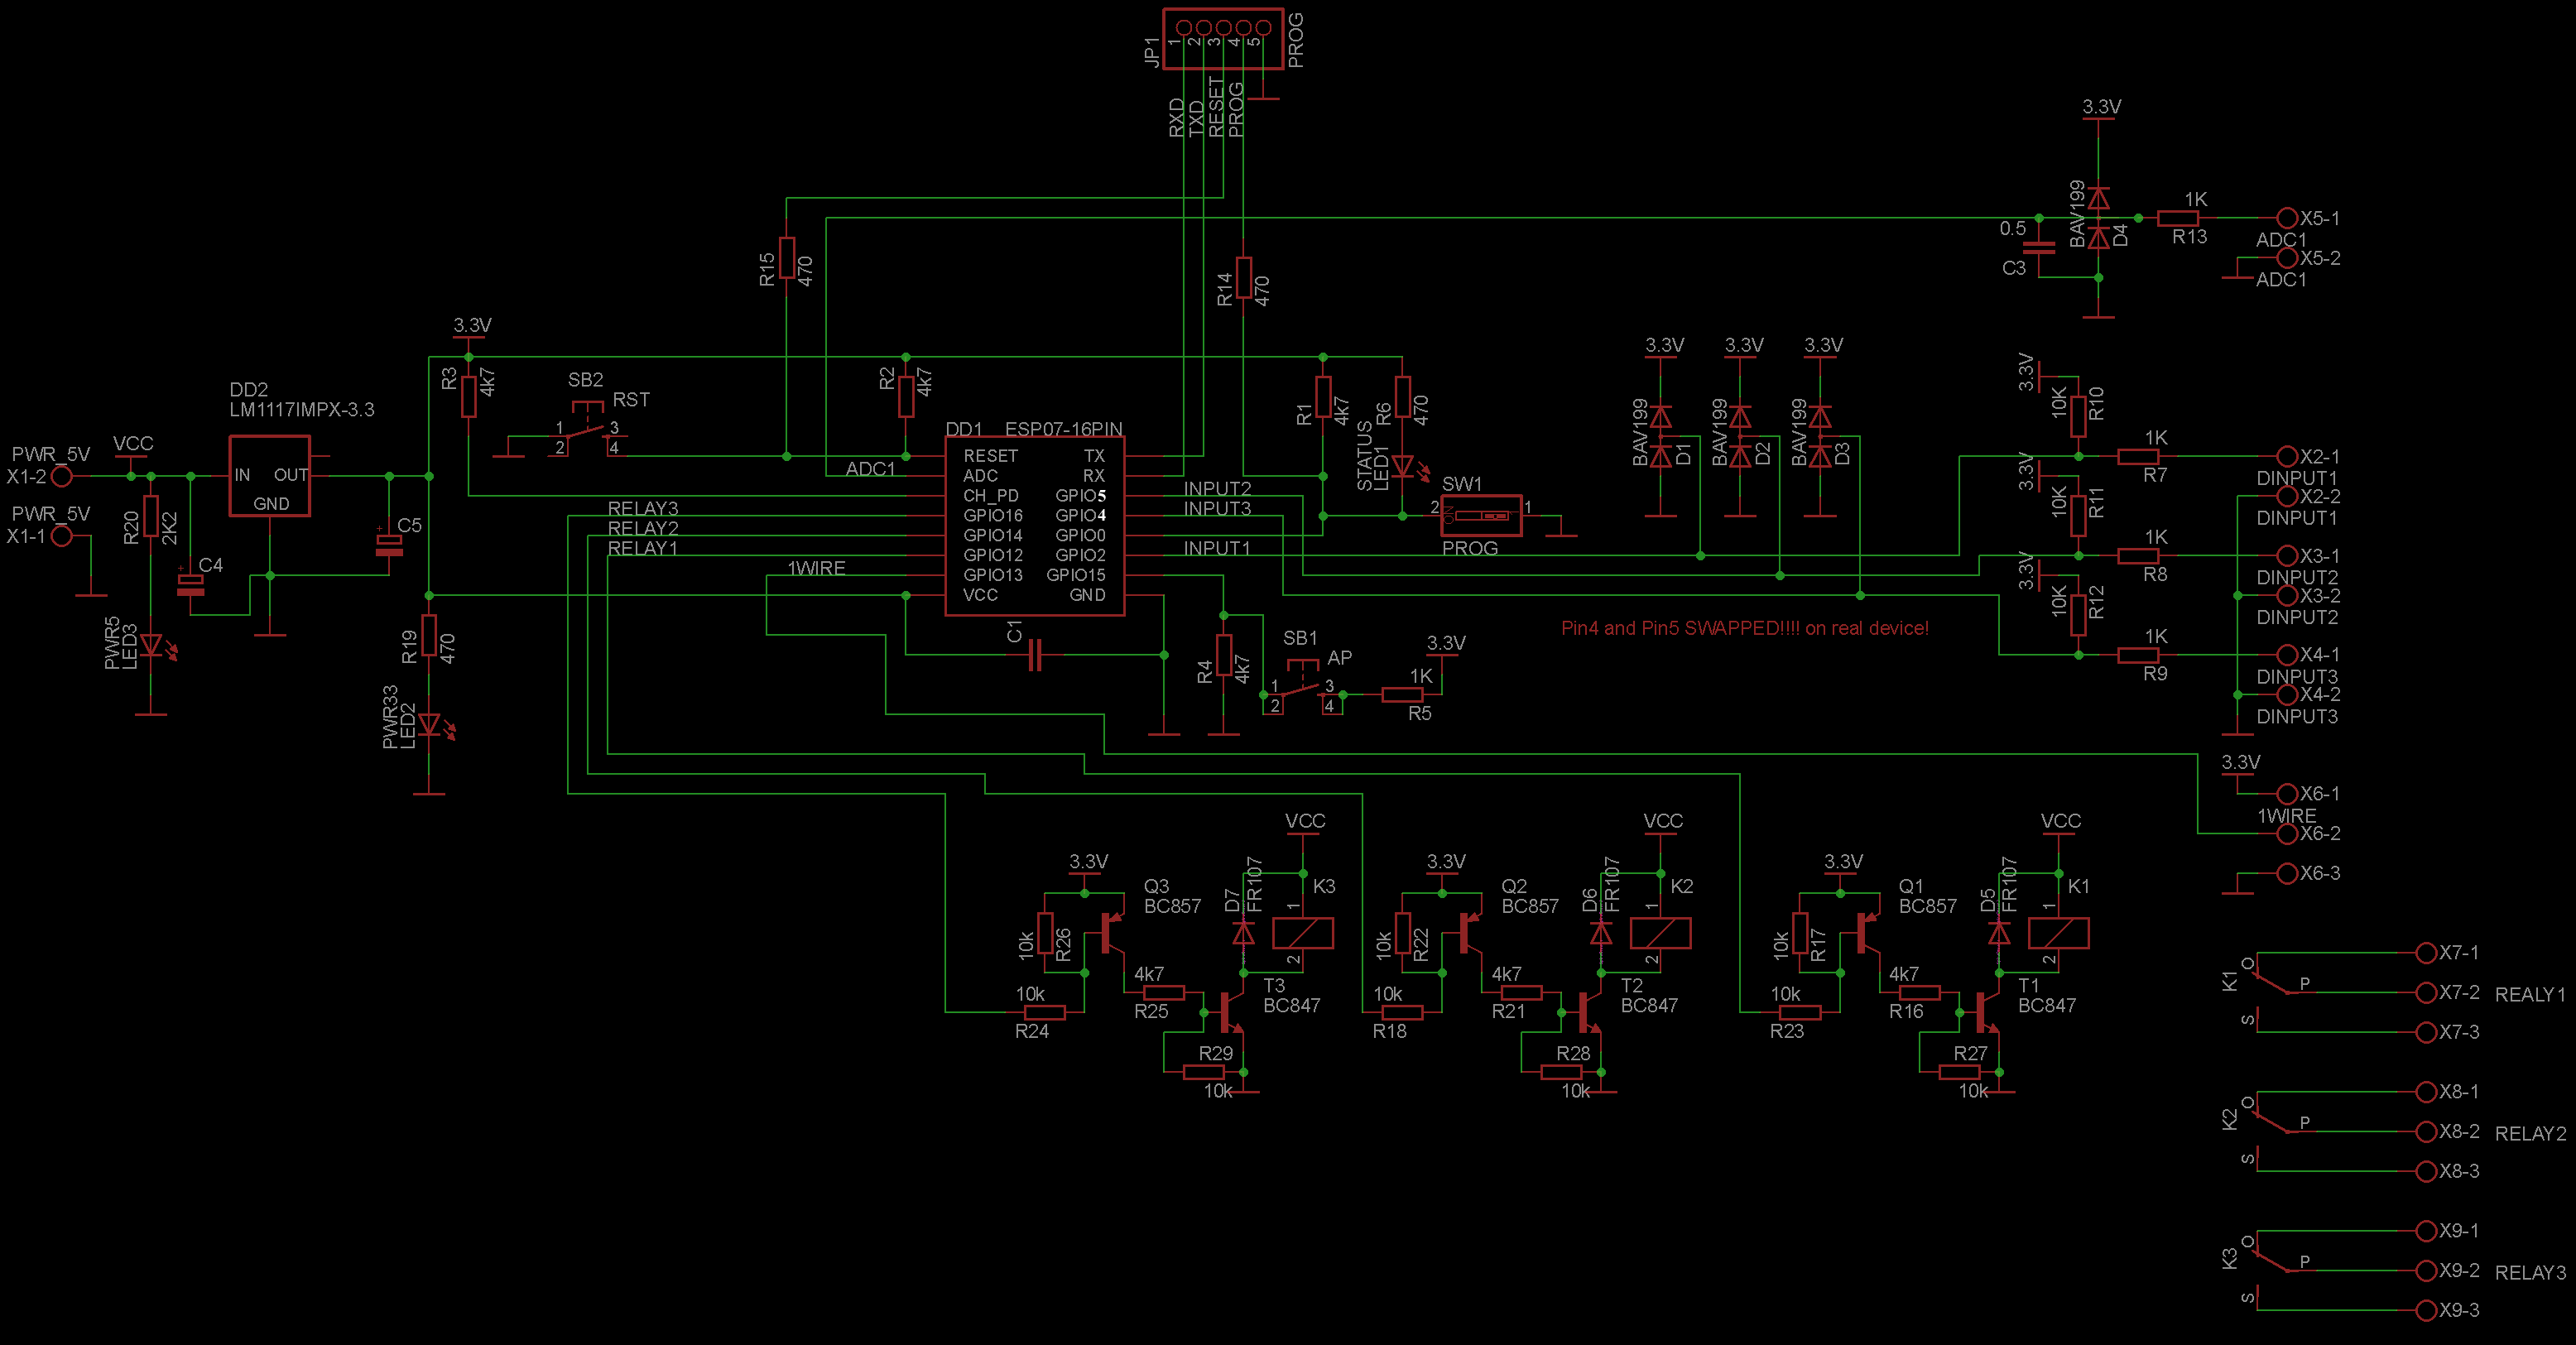 JP1
1
2
3
4
5
PROG
RXD
TXD
RESET
PROG
3.3V
BAV199
D4
0.5
C3
1K
R13
X5-1
ADC1
X5-2
ADC1
R15
470
R14
470
3.3V
R3
4k7
SB2
RST
1
2
3
4
R2
4k7
R1
4k7
R6
470
STATUS
LED1
3.3V
BAV199
D1
3.3V
BAV199
D2
3.3V
BAV199
D3
3.3V
10K
R10
3.3V
10K
R11
3.3V
10K
R12
1K
R7
1K
R8
1K
R9
X2-1
DINPUT1
X2-2
DINPUT1
X3-1
DINPUT2
X3-2
DINPUT2
X4-1
DINPUT3
X4-2
DINPUT3
DD2
LM1117IMPX-3.3
PWR_5V
X1-2
VCC
IN
OUT
GND
PWR_5V
X1-1
R20
2K2
C4
C5
PWR5
LED3
R19
470
PWR33
LED2
DD1
ESP07-16PIN
RESET
TX
ADC
RX
CH_PD
GPIO5
GPIO16
GPIO4
GPIO14
GPIO0
GPIO12
GPIO2
GPIO13
GPIO15
VCC
GND
ADC1
RELAY3
RELAY2
RELAY1
1WIRE
INPUT2
INPUT3
INPUT1
SW1
2
ON
1
PROG
C1
R4
4k7
SB1
AP
1
2
3
4
1K
R5
3.3V
Pin4 and Pin5 SWAPPED!!!! on real device!
3.3V
X6-1
1WIRE
X6-2
X6-3
3.3V
10k
R26
Q3
BC857
10k
R24
4k7
R25
D7
FR107
VCC
K3
1
2
T3
BC847
R29
10k
3.3V
10k
R22
Q2
BC857
10k
R18
4k7
R21
D6
FR107
VCC
K2
1
2
T2
BC847
R28
10k
3.3V
10k
R17
Q1
BC857
10k
R23
4k7
R16
D5
FR107
VCC
K1
1
2
T1
BC847
R27
10k
K1
O
P
S
X7-1
X7-2
REALY1
X7-3
K2
O
P
S
X8-1
X8-2
RELAY2
X8-3
K3
O
P
S
X9-1
X9-2
RELAY3
X9-3